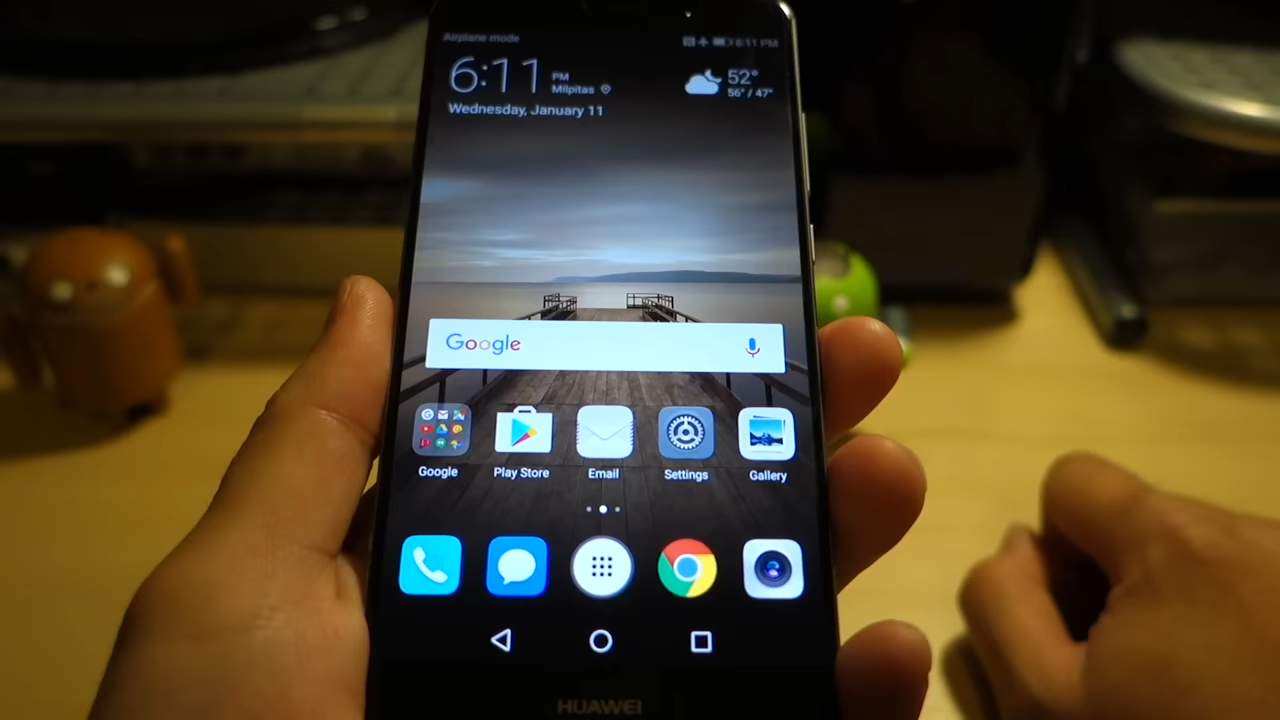 Airplane mode
6:11 PM
6:11
PM
Milpitas
52°
56° / 47°
Wednesday, January 11
Google
Google
Play Store
Email
Settings
Gallery
HUAWEI